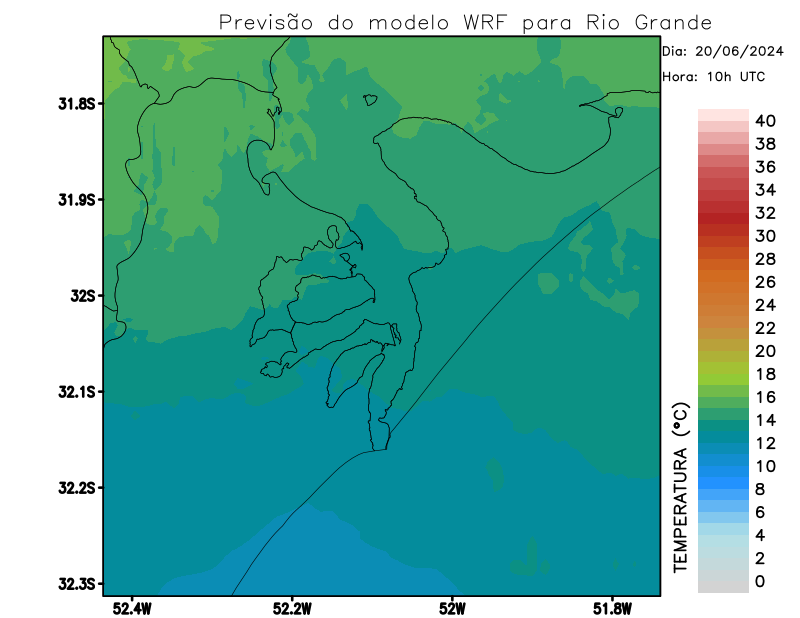 Previsão do modelo WRF para Rio Grande
Dia: 20/06/2024
Hora: 10h UTC
31.8S
31.9S
32S
32.1S
32.2S
32.3S
52.4W
52.2W
52W
51.8W
TEMPERATURA (°C)
40
38
36
34
32
30
28
26
24
22
20
18
16
14
12
10
8
6
4
2
0